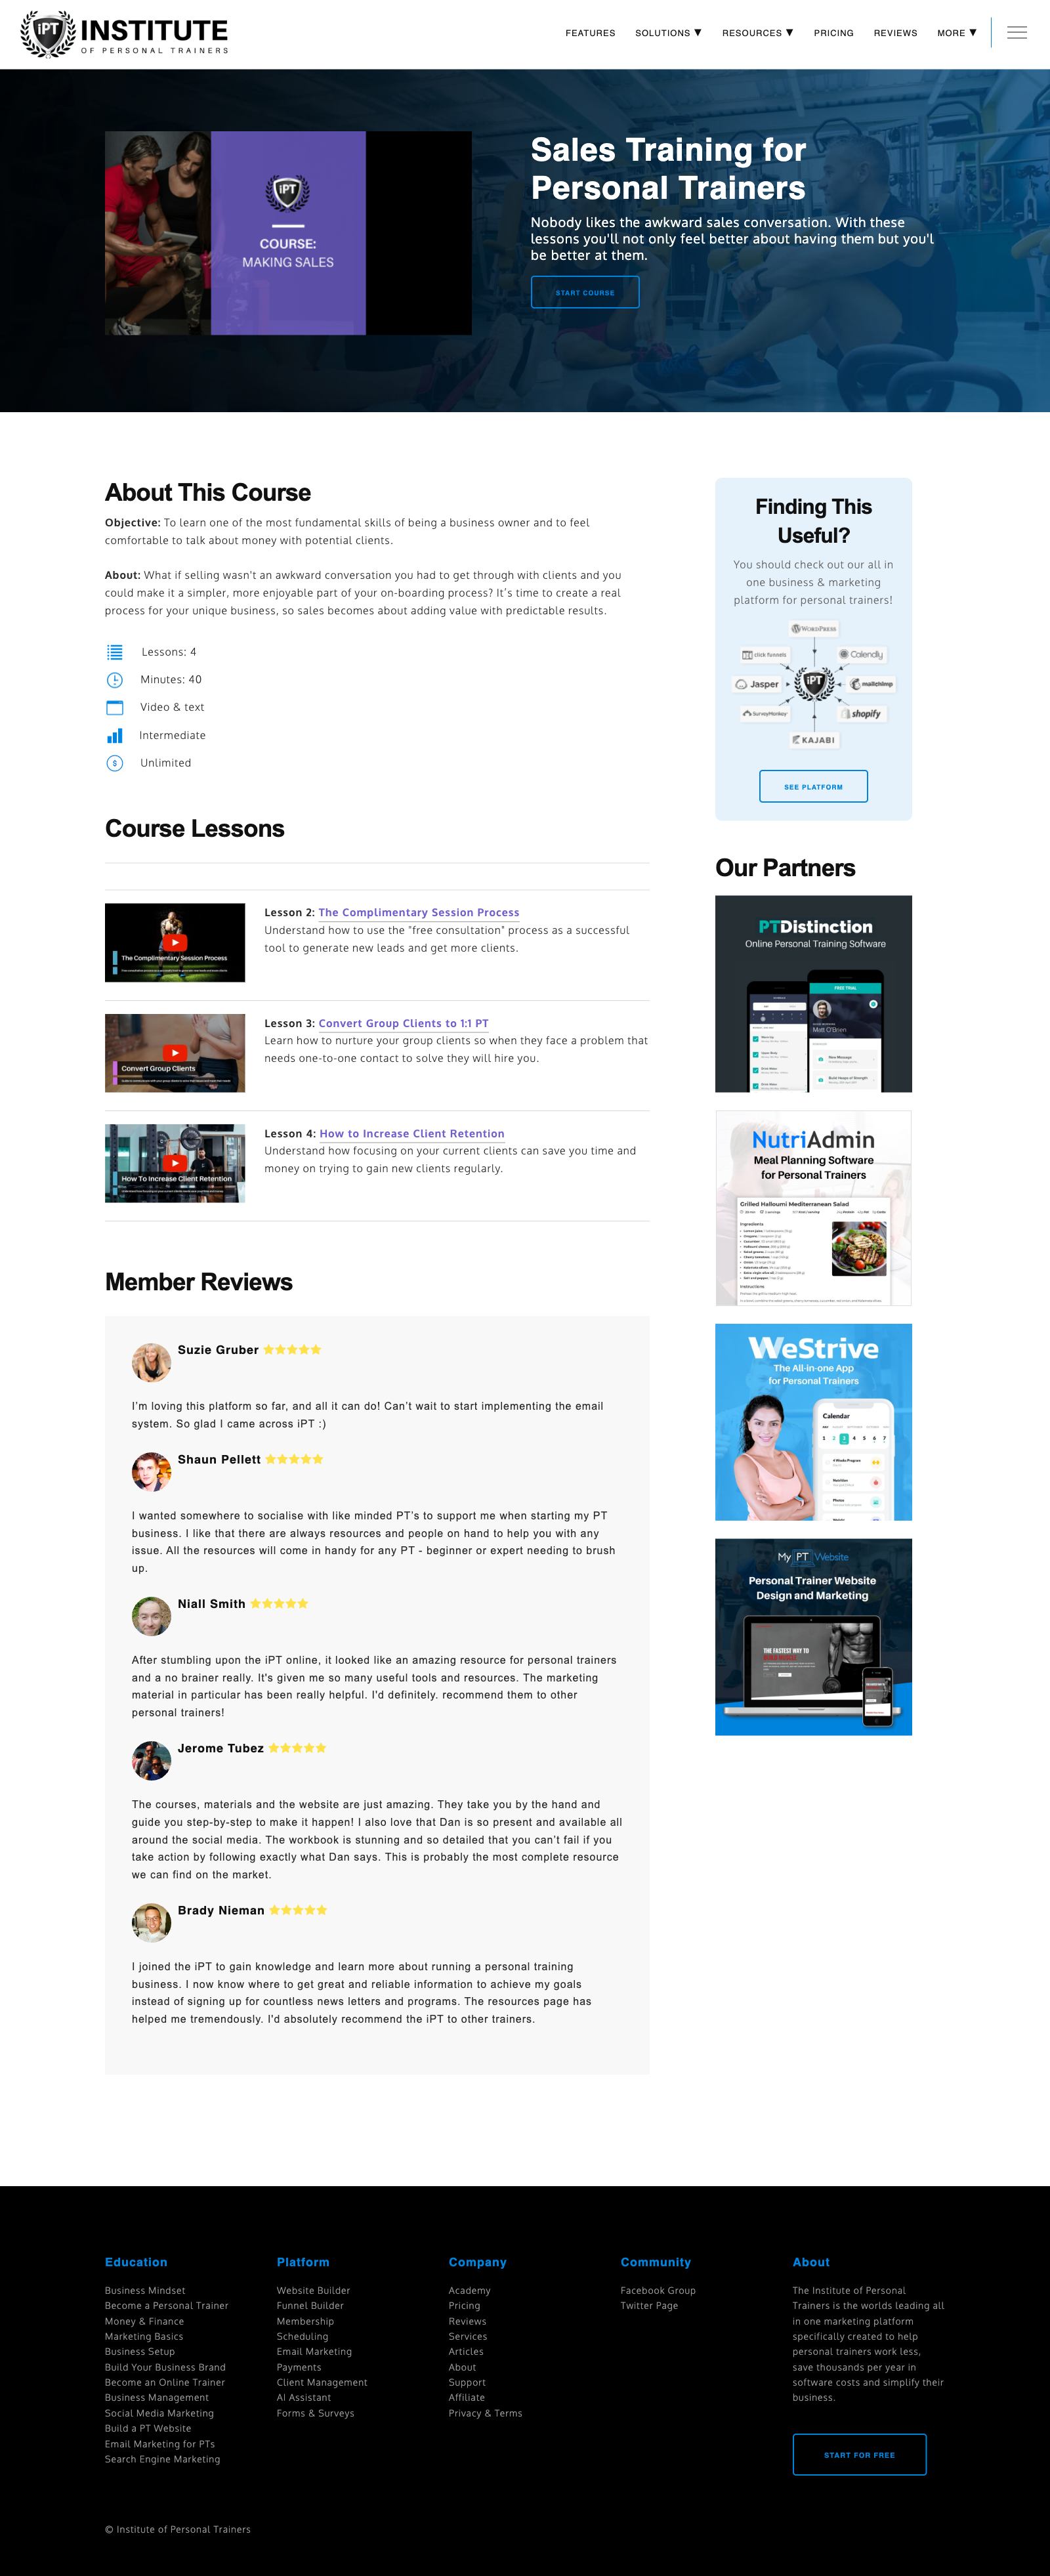 iPT INSTITUTE
OF PERSONAL TRAINERS
FEATURES SOLUTIONS ▼ RESOURCES ▼ PRICING REVIEWS MORE ▼
iPT
COURSE:
MAKING SALES
Sales Training for
Personal Trainers
Nobody likes the awkward sales conversation. With these
lessons you'll not only feel better about having them but you'l
be better at them.
START COURSE
About This Course
Objective: To learn one of the most fundamental skills of being a business owner and to feel
comfortable to talk about money with potential clients.
About: What if selling wasn't an awkward conversation you had to get through with clients and you
could make it a simpler, more enjoyable part of your on-boarding process? It's time to create a real
process for your unique business, so sales becomes about adding value with predictable results.
Lessons: 4
Minutes: 40
Video & text
Intermediate
Unlimited
Course Lessons
The Complimentary Session Process
Lesson 2: The Complimentary Session Process
Understand how to use the "free consultation" process as a successful
tool to generate new leads and get more clients.
Convert Group Clients
Lesson 3: Convert Group Clients to 1:1 PT
Learn how to nurture your group clients so when they face a problem that
needs one-to-one contact to solve they will hire you.
How To Increase Client Retention
Lesson 4: How to Increase Client Retention
Understand how focusing on your current clients can save you time and
money on trying to gain new clients regularly.
Member Reviews
Suzie Gruber
I'm loving this platform so far, and all it can do! Can't wait to start implementing the email
system. So glad I came across iPT :)
Shaun Pellett
I wanted somewhere to socialise with like minded PT's to support me when starting my PT
business. I like that there are always resources and people on hand to help you with any
issue. All the resources will come in handy for any PT - beginner or expert needing to brush
up.
Niall Smith
After stumbling upon the iPT online, it looked like an amazing resource for personal trainers
and a no brainer really. It's given me so many useful tools and resources. The marketing
material in particular has been really helpful. I'd definitely. recommend them to other
personal trainers!
Jerome Tubez
The courses, materials and the website are just amazing. They take you by the hand and
guide you step-by-step to make it happen! I also love that Dan is so present and available all
around the social media. The workbook is stunning and so detailed that you can't fail if you
take action by following exactly what Dan says. This is probably the most complete resource
we can find on the market.
Brady Nieman
I joined the iPT to gain knowledge and learn more about running a personal training
business. I now know where to get great and reliable information to achieve my goals
instead of signing up for countless news letters and programs. The resources page has
helped me tremendously. I'd absolutely recommend the iPT to other trainers.
Finding This
Useful?
You should check out our all in
one business & marketing
platform for personal trainers!
WORDPRESS
click funnels
Calendly
Jasper
iPT
mailchimp
SurveyMonkey
shopify
KAJABI
SEE PLATFORM
Our Partners
PTDistinction
Online Personal Training Software
FREE TRIAL
Matt O'Brien
New Message
NutriAdmin
Meal Planning Software
for Personal Trainers
Grilled Halloumi Mediterranean Salad
Ingredients
Instructions
WeStrive
The All-in-one App
for Personal Trainers
Calendar
1 2 3 4 5 6 7
4 Weeks Program
Nutrition
Photos
My PT Website
Personal Trainer Website
Design and Marketing
THE FASTEST WAY TO
Education
Business Mindset
Become a Personal Trainer
Money & Finance
Marketing Basics
Business Setup
Build Your Business Brand
Become an Online Trainer
Business Management
Social Media Marketing
Build a PT Website
Email Marketing for PTs
Search Engine Marketing
Platform
Website Builder
Funnel Builder
Membership
Scheduling
Email Marketing
Payments
Client Management
AI Assistant
Forms & Surveys
Company
Academy
Pricing
Reviews
Services
Articles
About
Support
Affiliate
Privacy & Terms
Community
Facebook Group
Twitter Page
About
The Institute of Personal
Trainers is the worlds leading all
in one marketing platform
specifically created to help
personal trainers work less,
save thousands per year in
software costs and simplify their
business.
START FOR FREE
© Institute of Personal Trainers